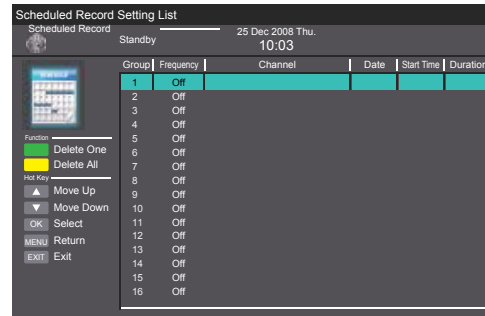 Scheduled Record Setting List
Scheduled Record
Standby
25 Dec 2008 Thu.
10:03
Group Frequency Channel Date Start Time Duration
1 Off
2 Off
3 Off
4 Off
5 Off
6 Off
7 Off
8 Off
9 Off
10 Off
11 Off
12 Off
13 Off
14 Off
15 Off
16 Off
SCHEDULE
Function
Delete One
Delete All
Hot Key
Move Up
Move Down
OK Select
MENU Return
EXIT Exit